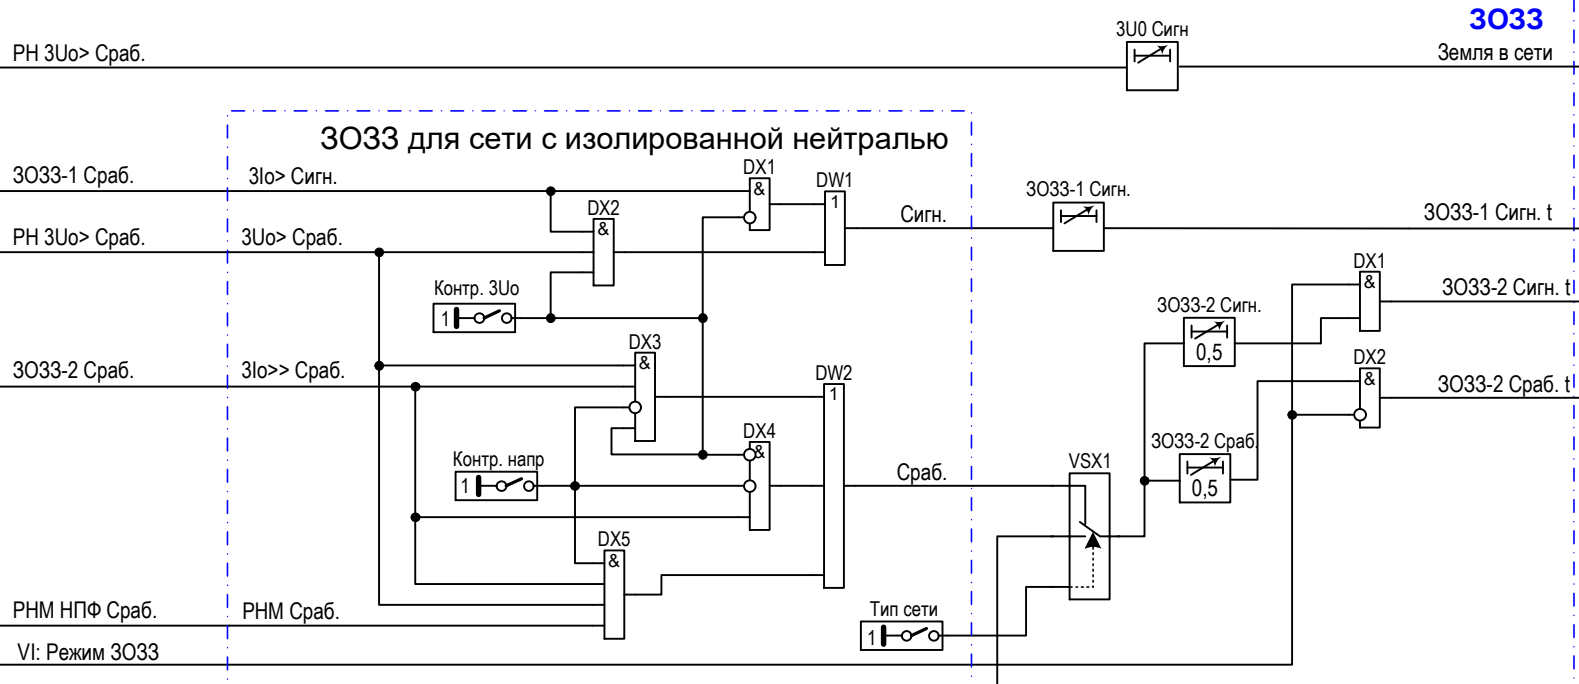 ЗОЗЗ
3U0 Сигн
РН 3Uo> Сраб.
Земля в сети
ЗОЗЗ для сети с изолированной нейтралью
ЗОЗЗ-1 Сраб.
3Io> Сигн.
DX1
&
DW1
1
ЗОЗЗ-1 Сигн.
DX2
&
Сигн.
ЗОЗЗ-1 Сигн. t
РН 3Uo> Сраб.
3Uo> Сраб.
DX1
&
Контр. 3Uo
1
ЗОЗЗ-2 Сигн. t
ЗОЗЗ-2 Сигн.
0,5
DX3
&
DX2
&
ЗОЗЗ-2 Сраб.
3Io>> Сраб.
DW2
1
ЗОЗЗ-2 Сраб. t
DX4
&
ЗОЗЗ-2 Сраб.
0,5
Контр. напр
1
Сраб.
VSX1
DX5
&
РНМ НПФ Сраб.
РНМ Сраб.
Тип сети
1
VI: Режим ЗОЗЗ